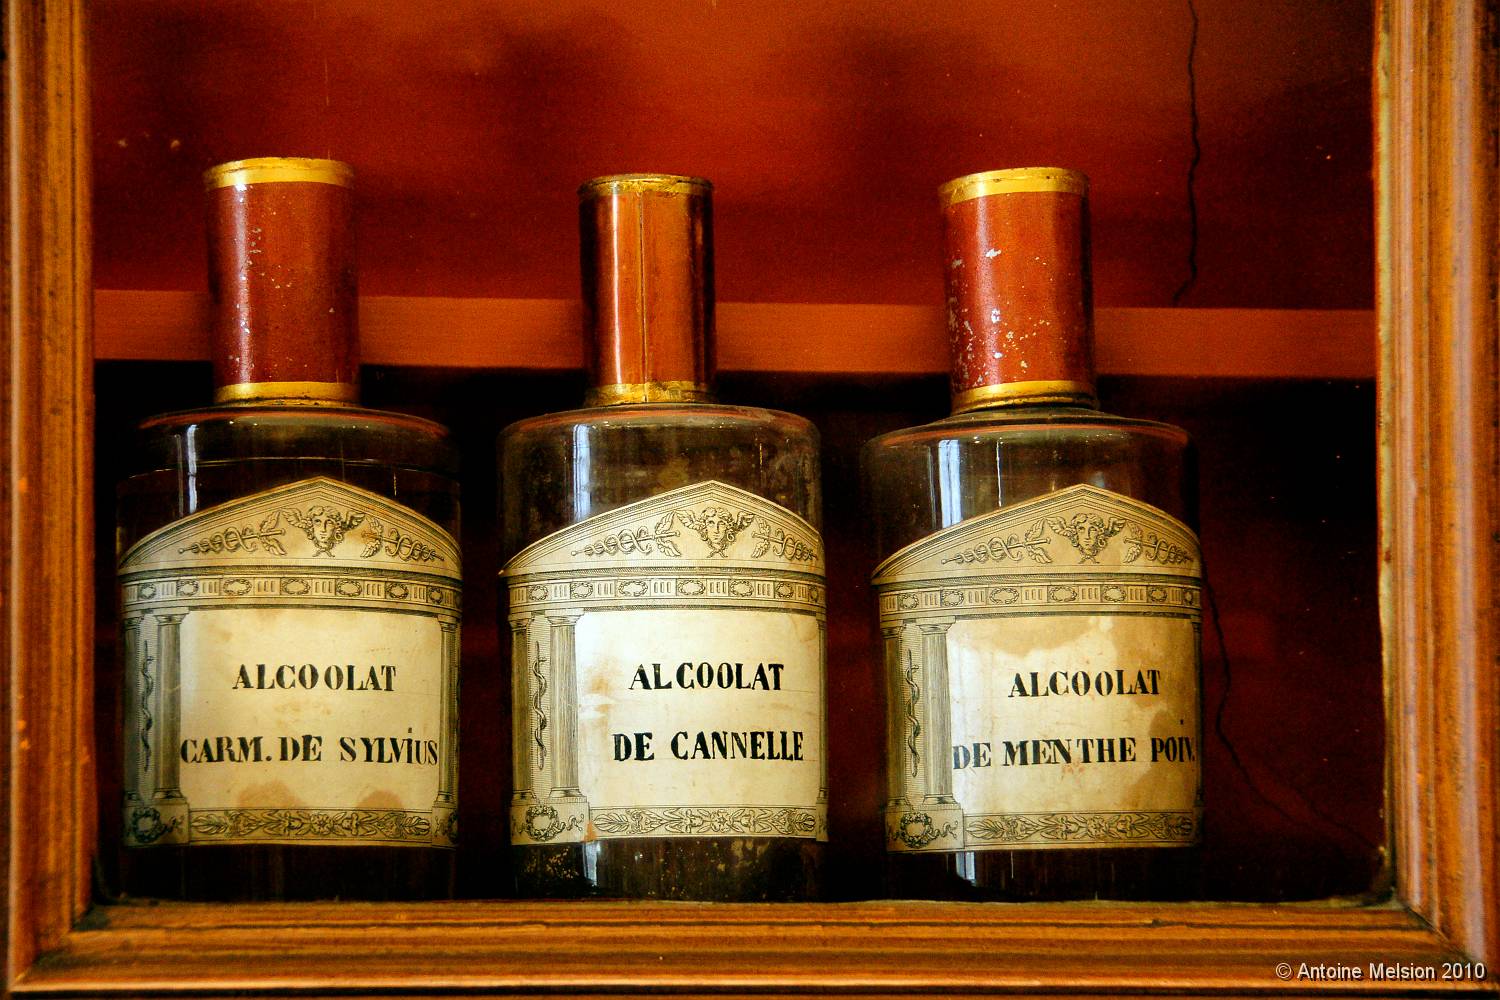 ALCOOLAT
CARM. DE SYLVIUS
ALCOOLAT
DE CANNELLE
ALCOOLAT
DE MENTHE POIV.
© Antoine Melsion 2010